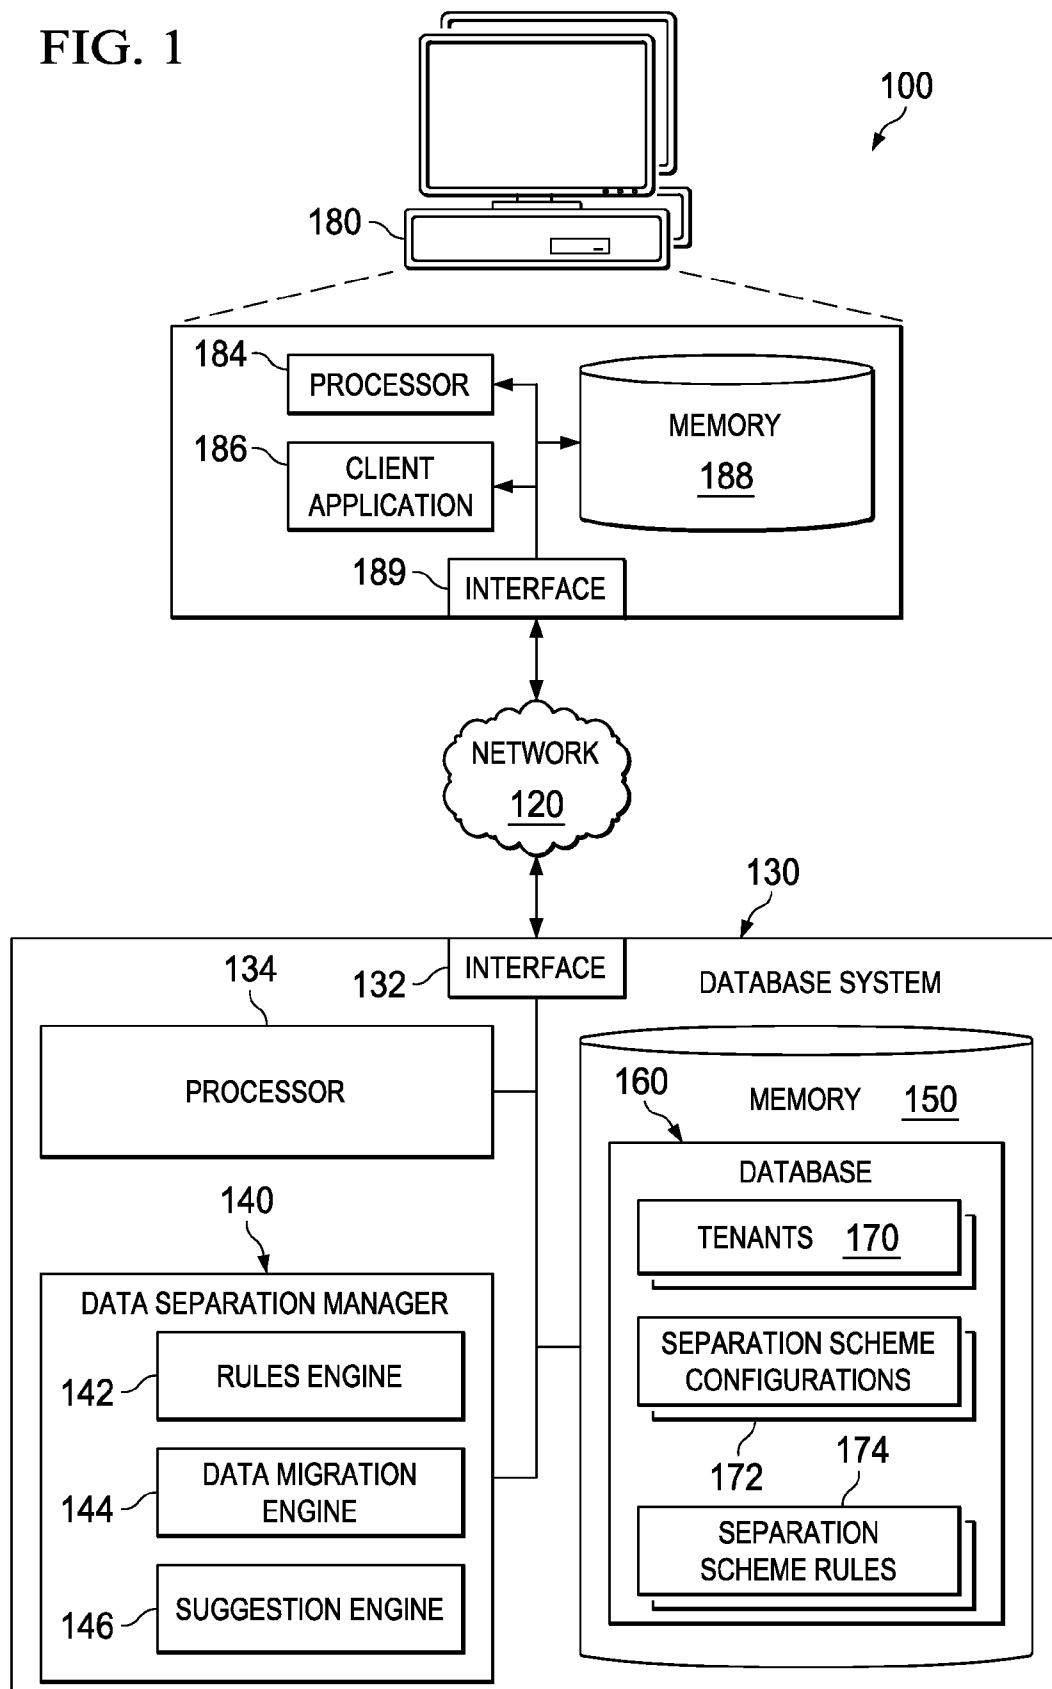 FIG. 1
100
180
184
PROCESSOR
MEMORY
188
186
CLIENT
APPLICATION
189
INTERFACE
NETWORK
120
130
INTERFACE
132
DATABASE SYSTEM
134
PROCESSOR
160
MEMORY 150
DATABASE
TENANTS 170
140
DATA SEPARATION MANAGER
RULES ENGINE
142
SEPARATION SCHEME
CONFIGURATIONS
172
174
DATA MIGRATION
ENGINE
144
SEPARATION
SCHEME RULES
SUGGESTION ENGINE
146